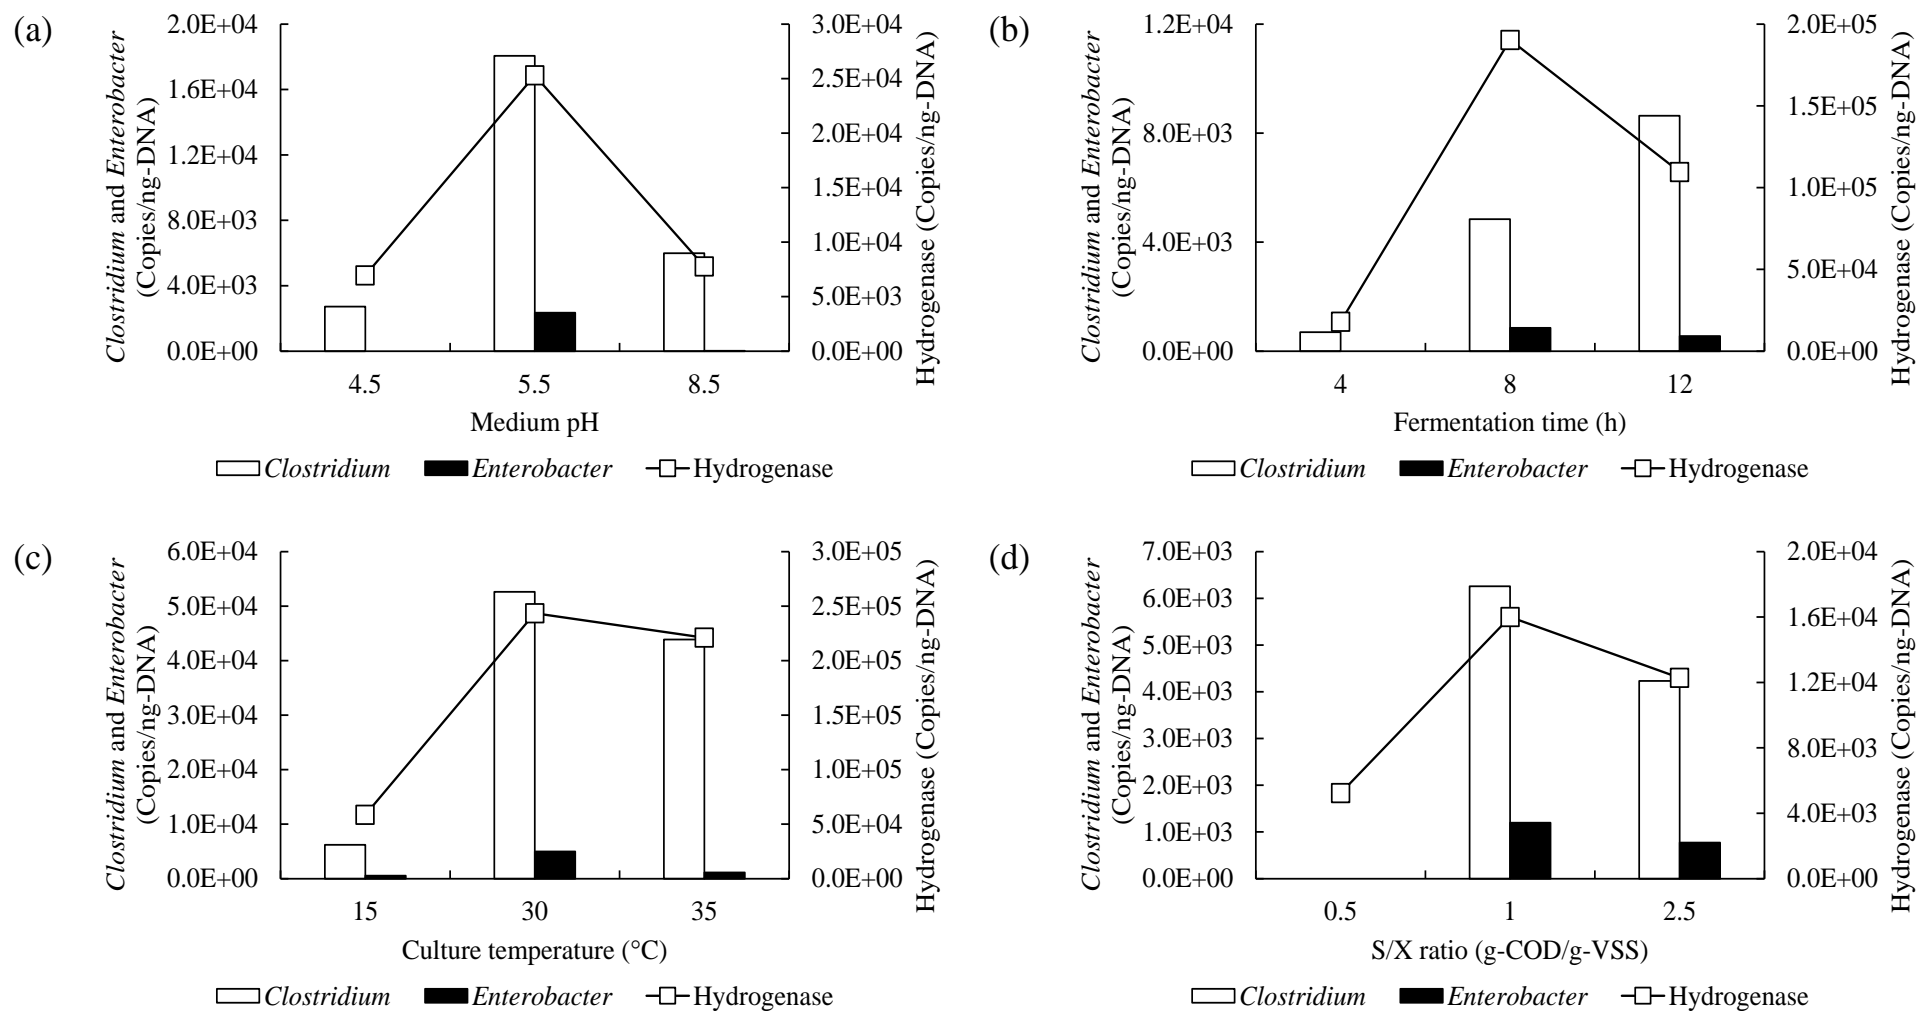 (a)
Clostridium and Enterobacter
(Copies/ng-DNA)
2.0E+04
1.6E+04
1.2E+04
8.0E+03
4.0E+03
0.0E+00
3.0E+04
2.5E+04
2.0E+04
1.5E+04
1.0E+04
5.0E+03
0.0E+00
Hydrogenase (Copies/ng-DNA)
4.5 5.5 8.5
Medium pH
Clostridium Enterobacter Hydrogenase
(b)
Clostridium and Enterobacter
(Copies/ng-DNA)
1.2E+04
8.0E+03
4.0E+03
0.0E+00
2.0E+05
1.5E+05
1.0E+05
5.0E+04
0.0E+00
Hydrogenase (Copies/ng-DNA)
4 8 12
Fermentation time (h)
Clostridium Enterobacter Hydrogenase
(c)
Clostridium and Enterobacter
(Copies/ng-DNA)
6.0E+04
5.0E+04
4.0E+04
3.0E+04
2.0E+04
1.0E+04
0.0E+00
3.0E+05
2.5E+05
2.0E+05
1.5E+05
1.0E+05
5.0E+04
0.0E+00
Hydrogenase (Copies/ng-DNA)
15 30 35
Culture temperature (°C)
Clostridium Enterobacter Hydrogenase
(d)
Clostridium and Enterobacter
(Copies/ng-DNA)
7.0E+03
6.0E+03
5.0E+03
4.0E+03
3.0E+03
2.0E+03
1.0E+03
0.0E+00
2.0E+04
1.6E+04
1.2E+04
8.0E+03
4.0E+03
0.0E+00
Hydrogenase (Copies/ng-DNA)
0.5 1 2.5
S/X ratio (g-COD/g-VSS)
Clostridium Enterobacter Hydrogenase